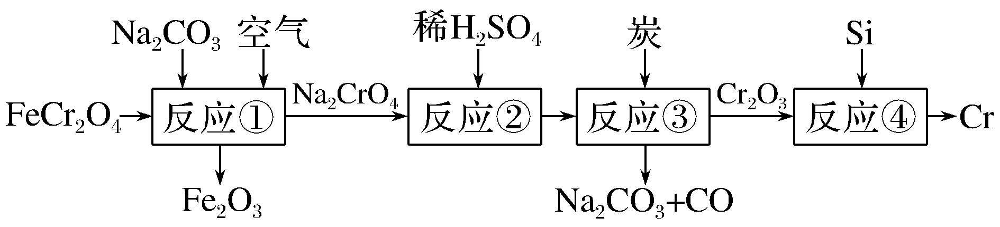 Na₂CO₃ 空气 稀H₂SO₄ 炭 Si
FeCr₂O₄ 反应① Na₂CrO₄ 反应② 反应③ Cr₂O₃ 反应④ Cr
Fe₂O₃ Na₂CO₃+CO